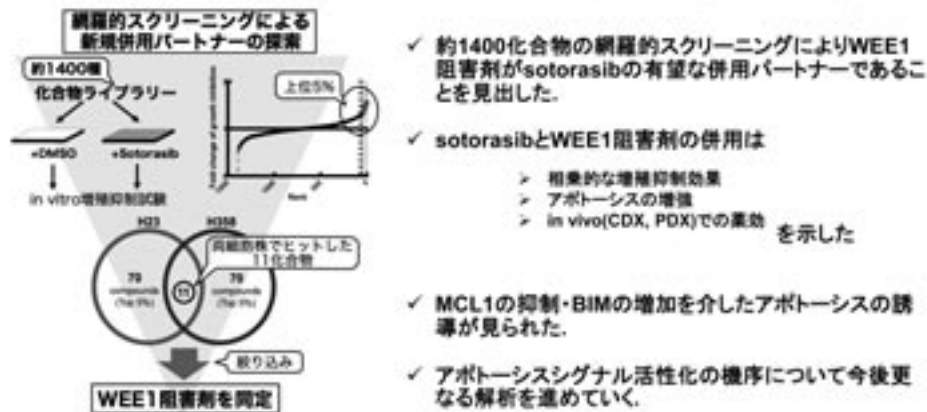 網羅的スクリーニングによる
新規併用パートナーの探索
約1400種
化合物ライブラリー
+DMSO
+Sotorasib
in vitro増殖抑制試験
上位5%
Rank
H23
H358
両細胞株でヒットした
11化合物
79
compounds
(Top 5%)
11
79
compounds
(Top 5%)
絞り込み
WEE1阻害剤を同定
✓ 約1400化合物の網羅的スクリーニングによりWEE1
阻害剤がsotorasibの有望な併用パートナーであるこ
とを見出した.
✓ sotorasibとWEE1阻害剤の併用は
➢ 相乗的な増殖抑制効果
➢ アポトーシスの増強
➢ in vivo(CDX, PDX)での薬効
を示した
✓ MCL1の抑制・BIMの増加を介したアポトーシスの誘
導が見られた.
✓ アポトーシスシグナル活性化の機序について今後更
なる解析を進めていく.